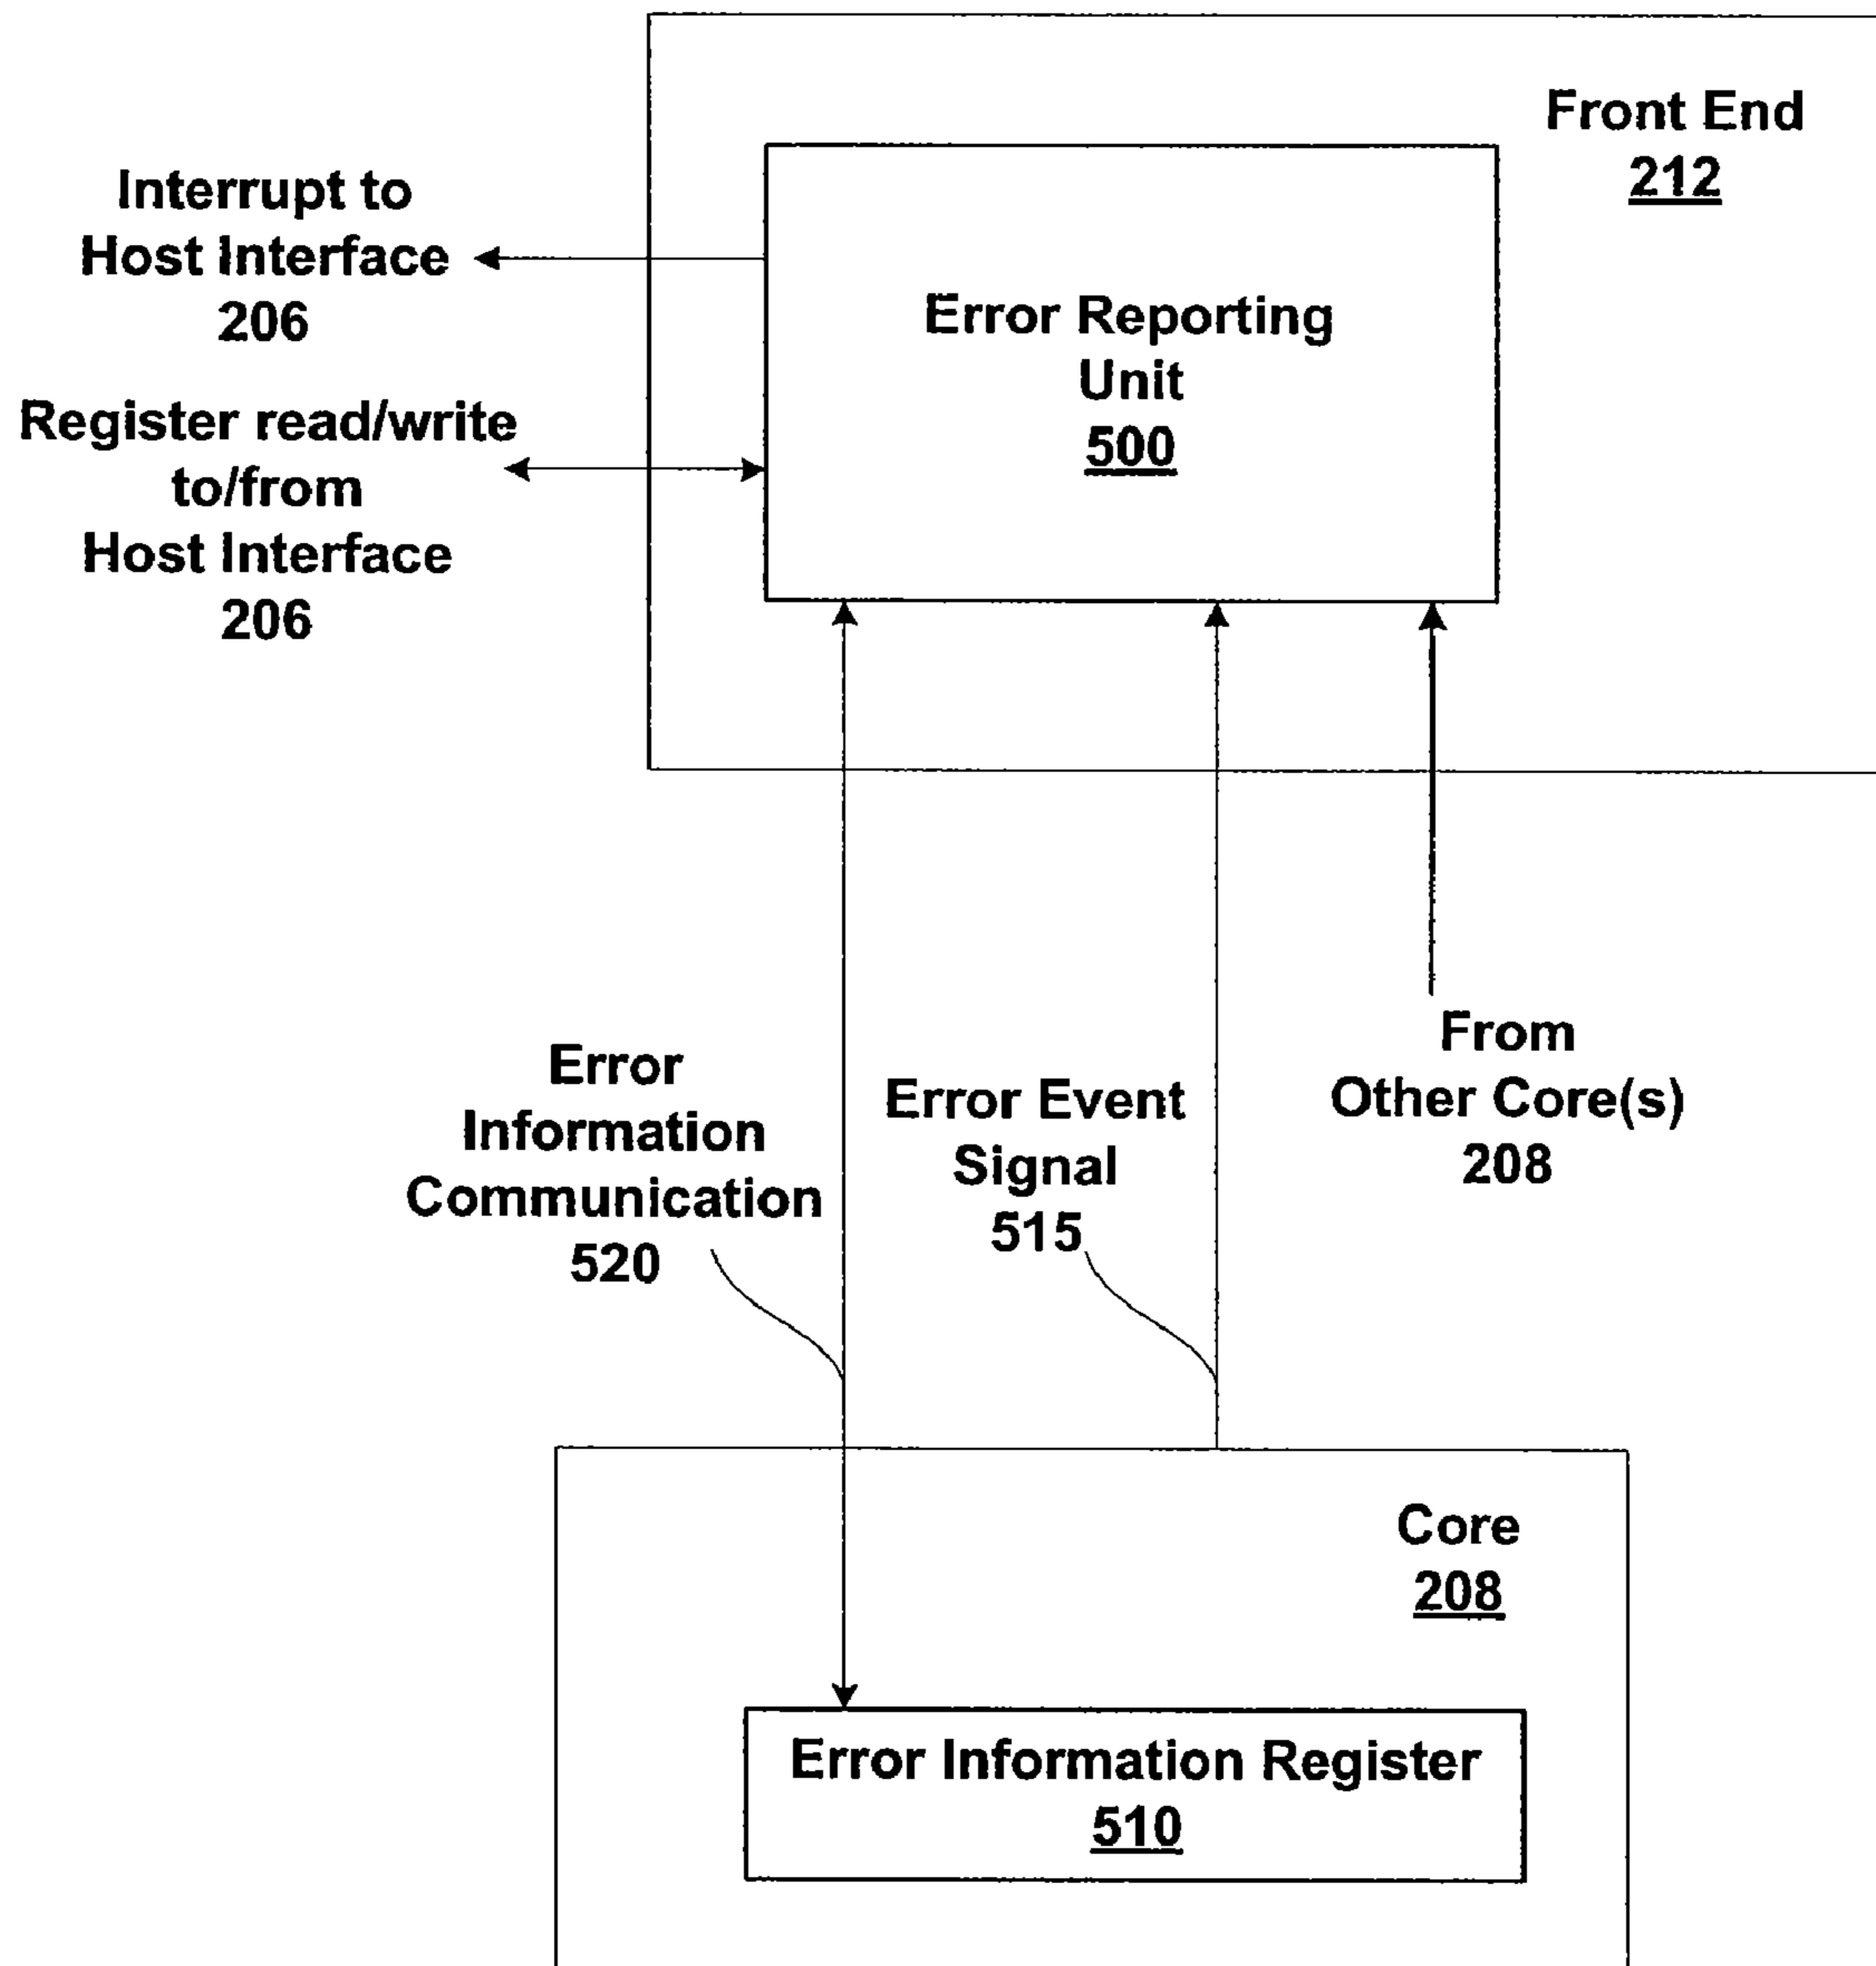 Front End
212
Interrupt to
Host Interface
206
Error Reporting
Unit
500
Register read/write
to/from
Host Interface
206
From
Other Core(s)
208
Error
Information
Communication
520
Error Event
Signal
515
Core
208
Error Information Register
510